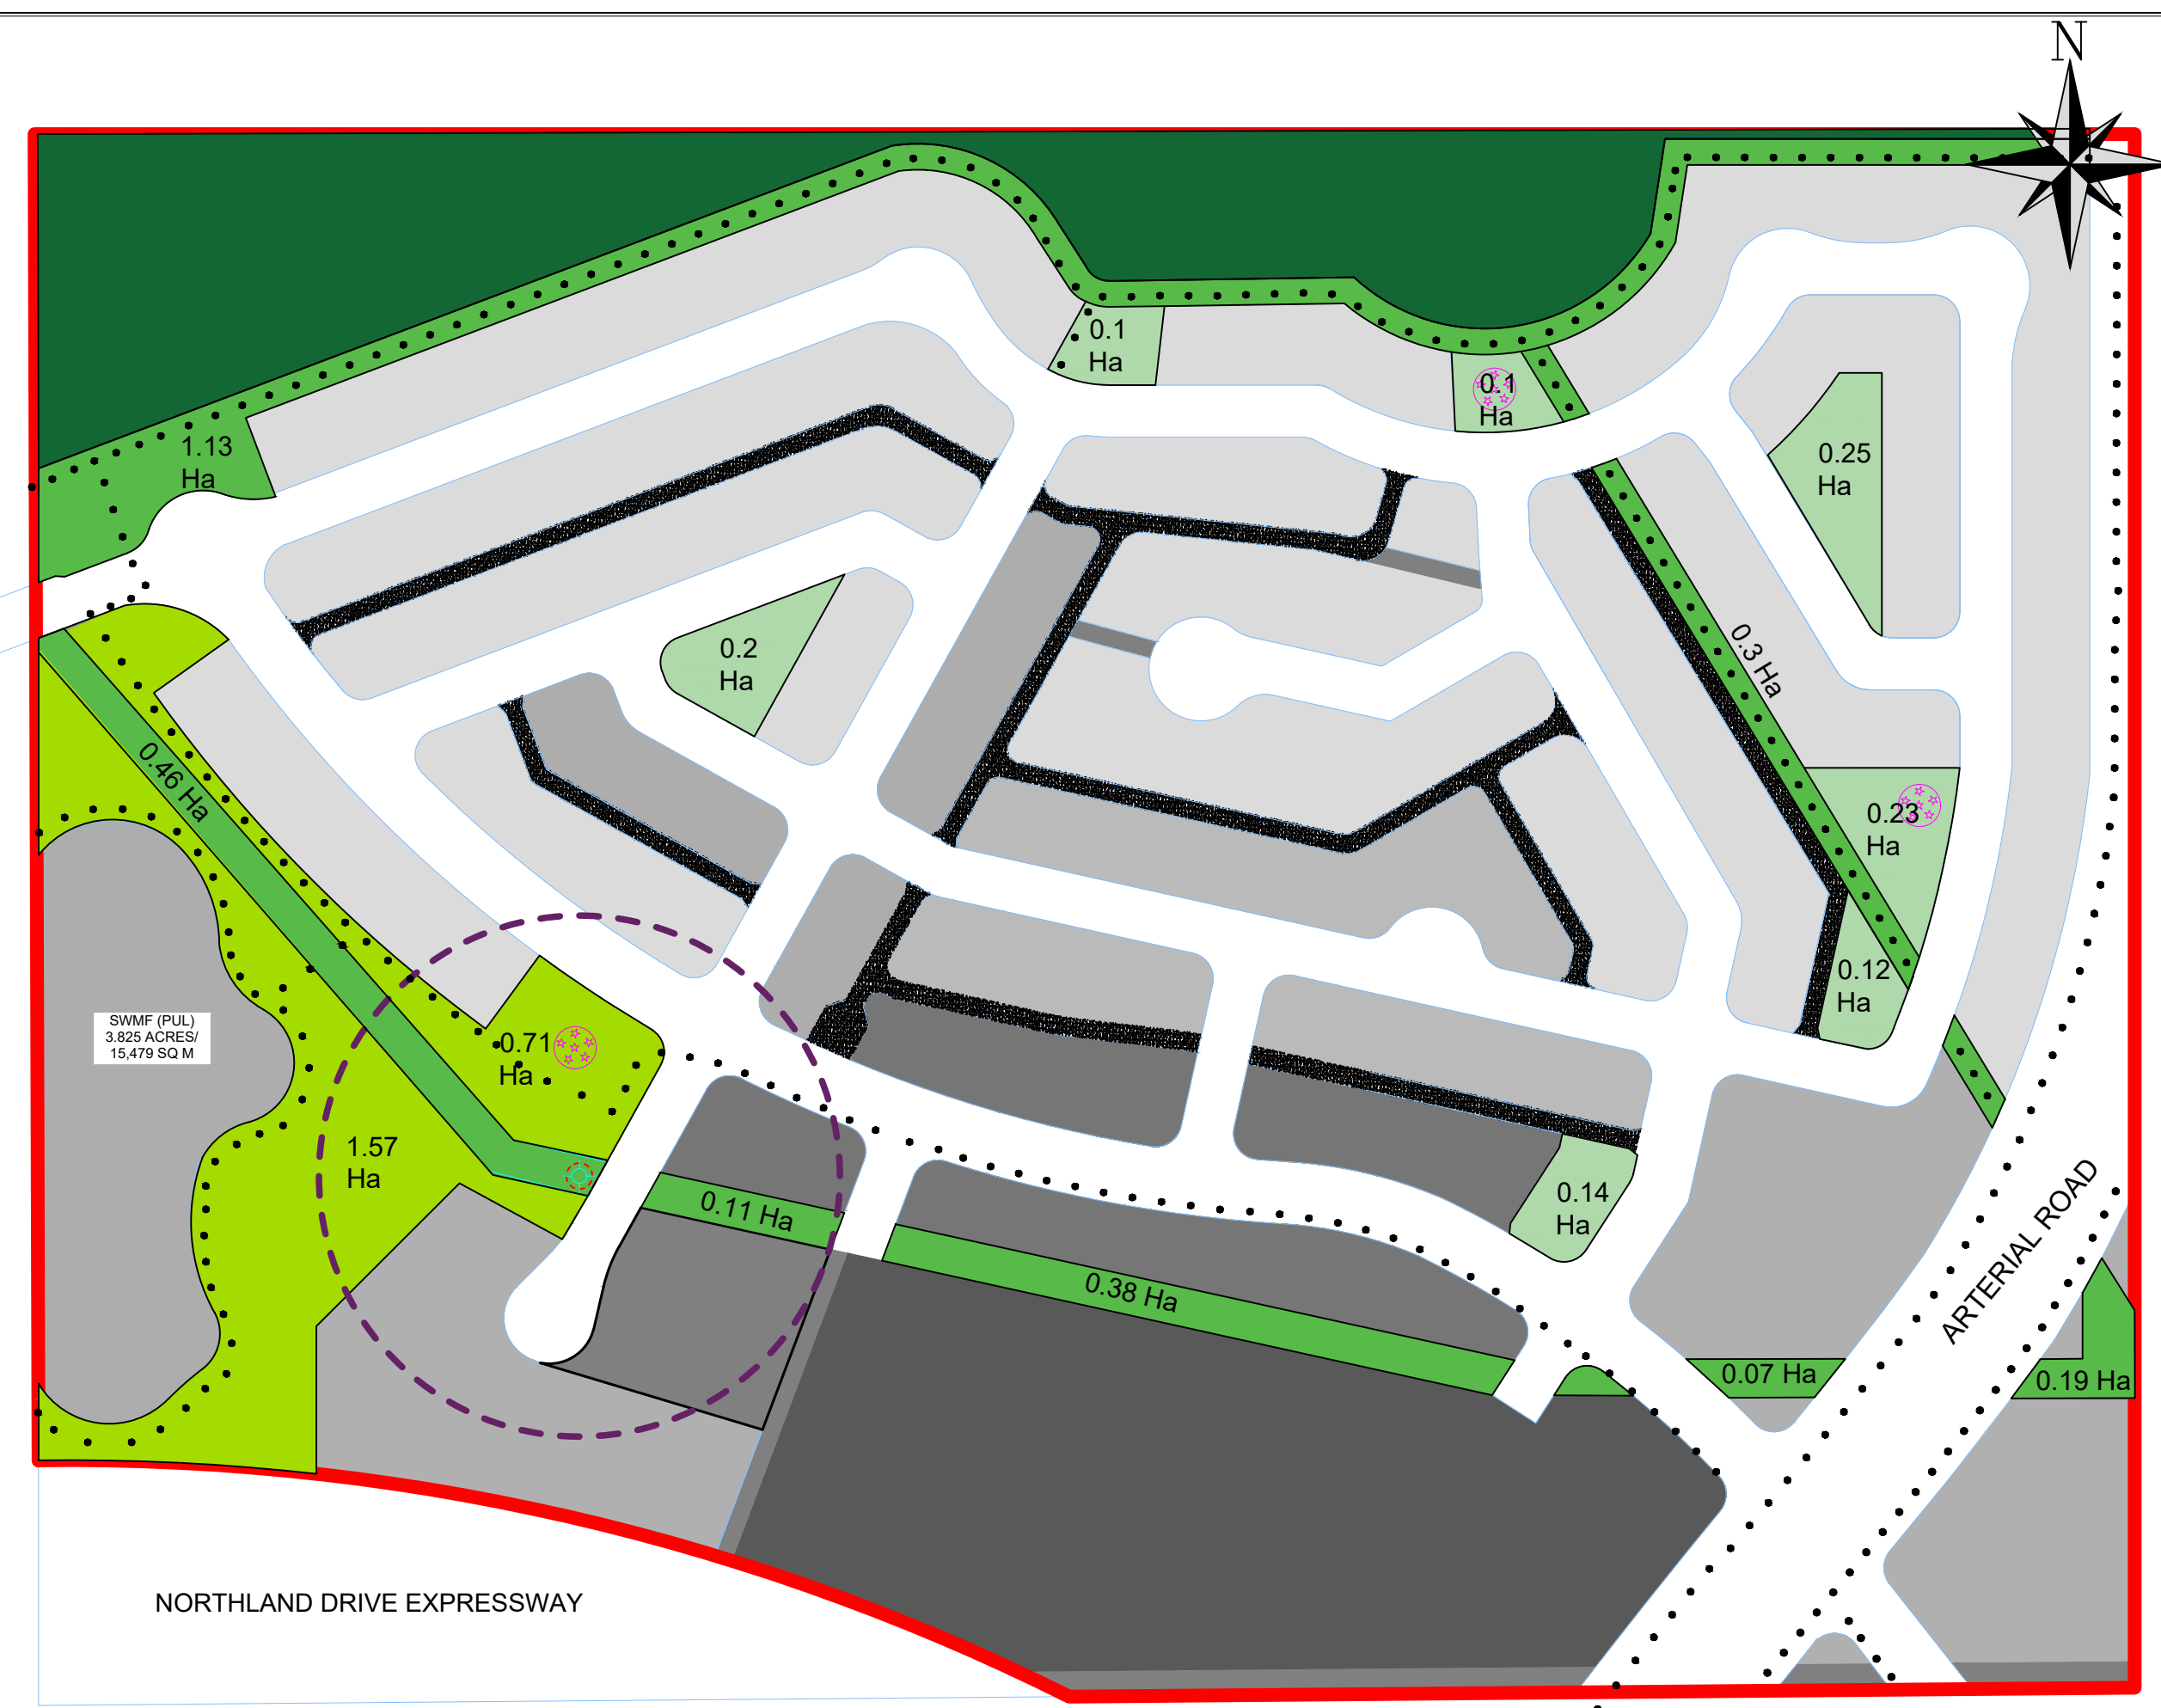 N
0.1
Ha
0.1
Ha
1.13
Ha
0.25
Ha
0.2
Ha
0.3 Ha
0.46 Ha
0.23
Ha
0.12
Ha
SWMF (PUL)
3.825 ACRES/
15,479 SQ M
0.71
Ha
1.57
Ha
0.14
Ha
0.11 Ha
0.38 Ha
ARTERIAL ROAD
0.07 Ha
0.19 Ha
NORTHLAND DRIVE EXPRESSWAY